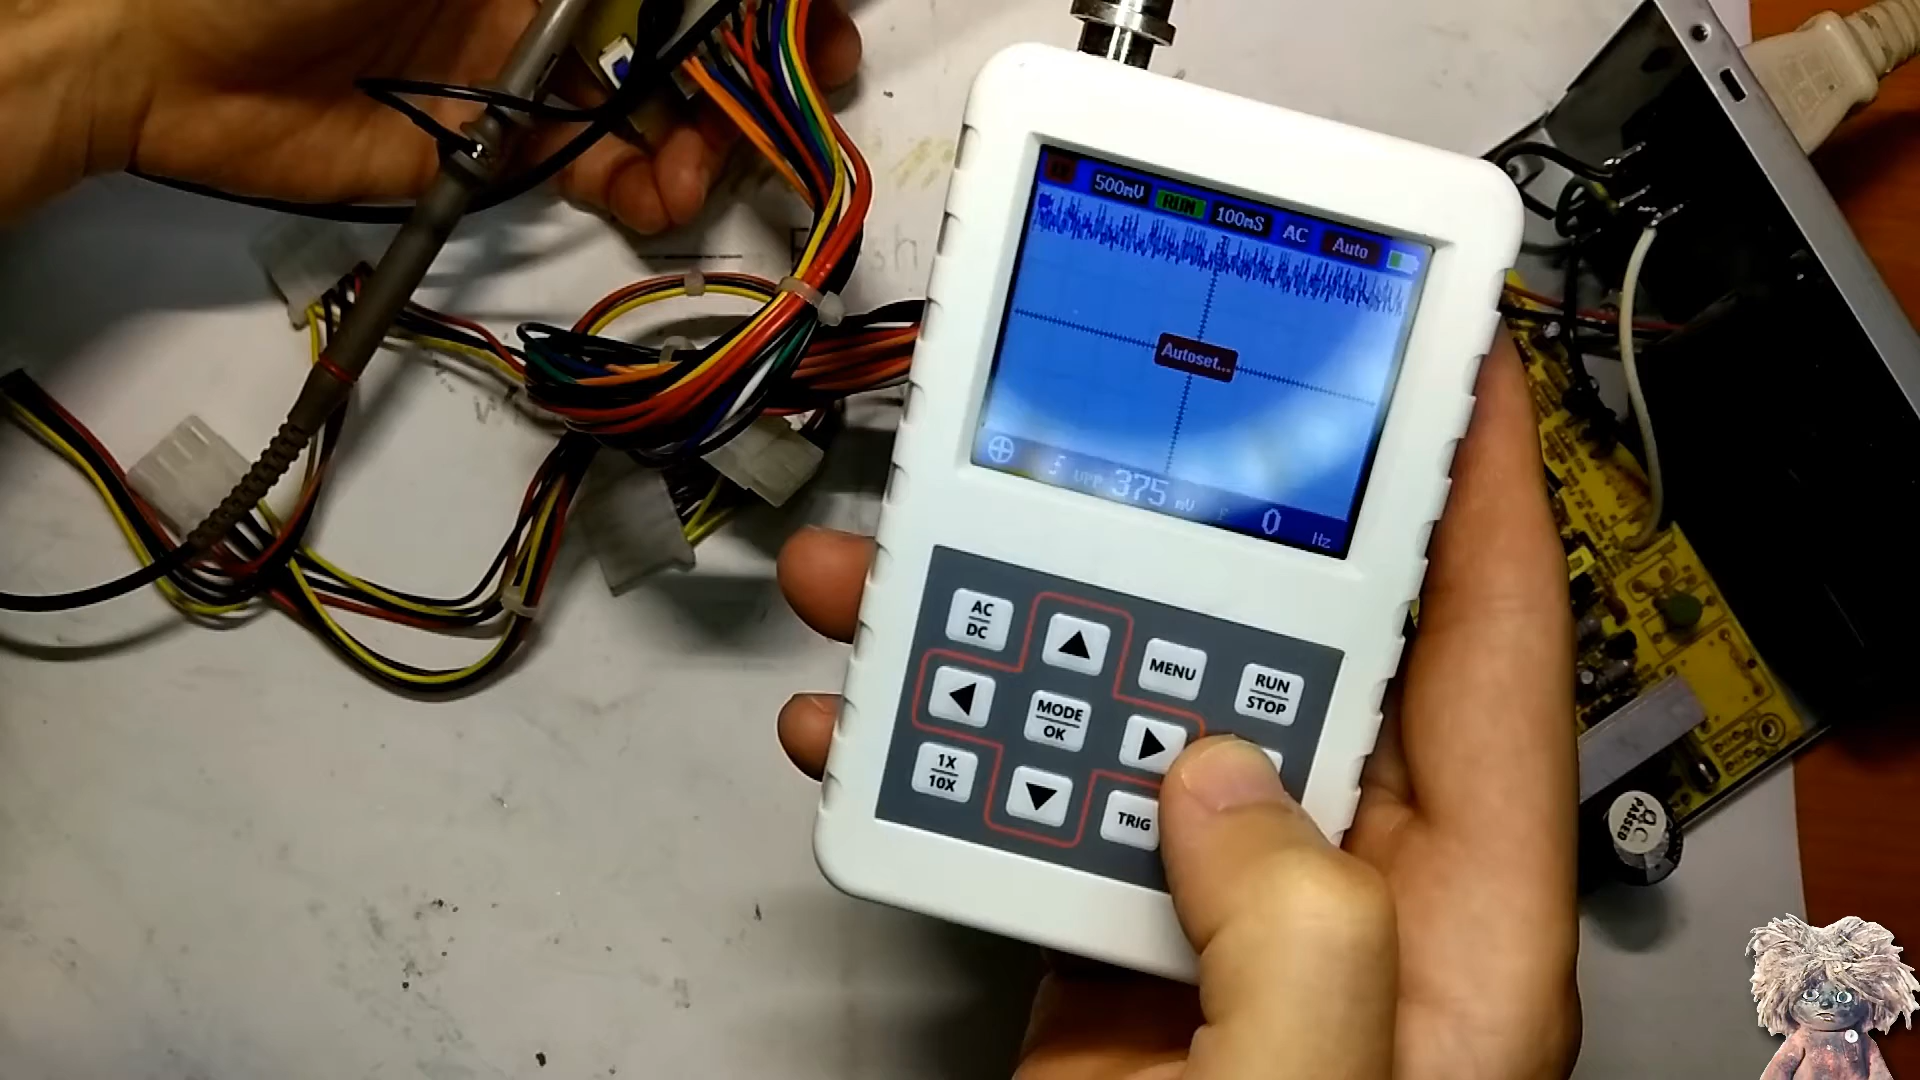 500mV RUN 100mS AC Auto
Autoset...
VPP 375 mV F 0 Hz
AC
DC
MENU
RUN
STOP
MODE
OK
1X
10X
TRIG
Q.C
PASSED